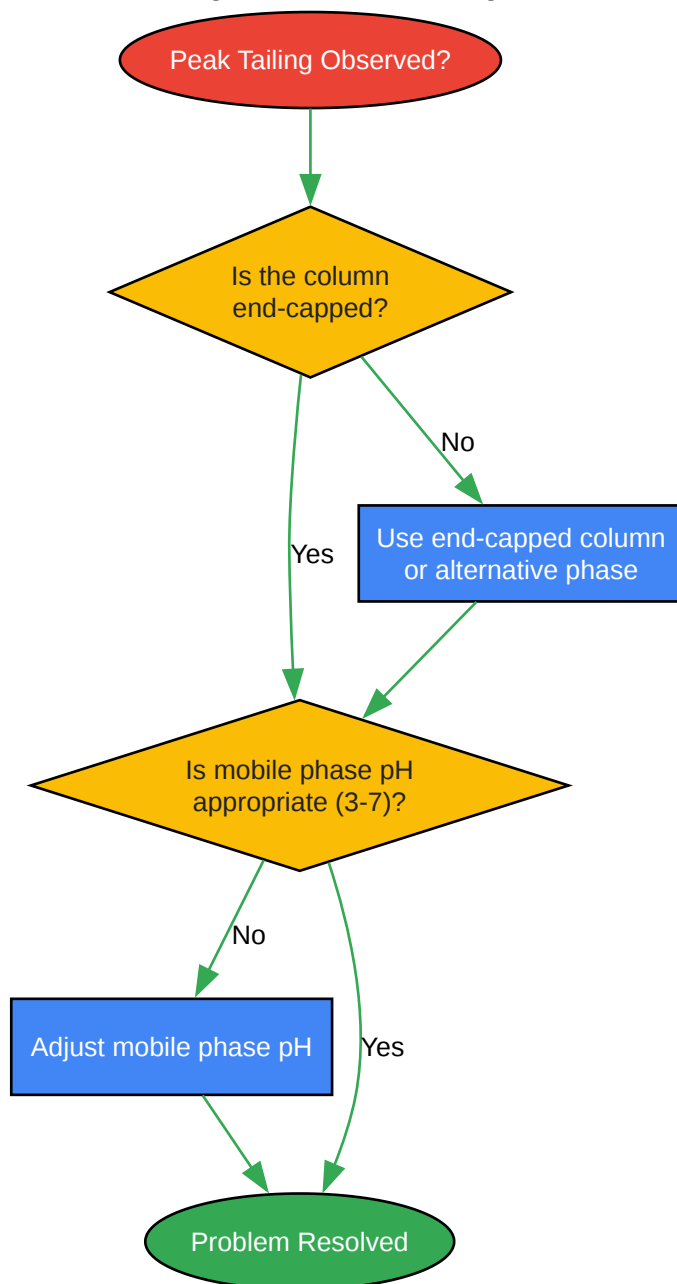 Peak Tailing Observed?
Is the column
end-capped?
No
Use end-capped column
or alternative phase
Yes
Is mobile phase pH
appropriate (3-7)?
No
Adjust mobile phase pH
Yes
Problem Resolved